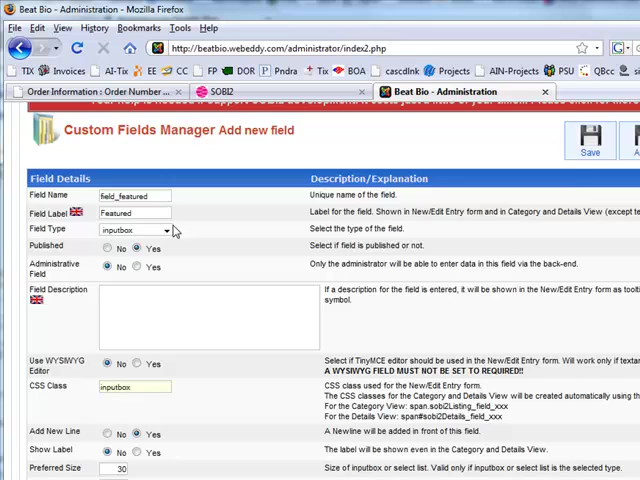 Beat Bio - Administration - Mozilla Firefox
File Edit View History Bookmarks Tools Help
http://beatbio.webeddy.com/administrator/index2.php
TIX Invoices AI-Tix EE DOR Pndra Tix BOA cascdlnk Projects AIN-Projects PSU QBcc
Order Information : Order Number ... SOBI2 Beat Bio - Administration
Custom Fields Manager Add new field
Save
Field Details Description/Explanation
Field Name field_featured Unique name of the field.
Field Label Featured Label for the field. Shown in New/Edit Entry form and in Category and Details View (except te
Field Type inputbox Select the type of the field.
Published No Yes Select if field is published or not.
Administrative No Yes Only the administrator will be able to enter data in this field via the back-end.
Field
Field Description If a description for the field is entered, it will be shown in the New/Edit Entry form as toolti
symbol.
Use WYSIWYG No Yes Select if TinyMCE editor should be used in the New/Edit Entry form. Will work only if textar
Editor A WYSIWYG FIELD MUST NOT BE SET TO REQUIRED!!
CSS Class inputbox CSS class used for the New/Edit Entry form.
The CSS classes for the Category and Details View will be created automatically using the
For the Category View: span.sobi2Listing_field_xxx
For the Details View: span#sobi2Details_field_xxx
Add New Line No Yes A Newline will be added in front of this field.
Show Label No Yes The label will be shown even in the Category and Details View.
Preferred Size 30 Size of inputbox or select list. Valid only if inputbox or select list is the selected type.